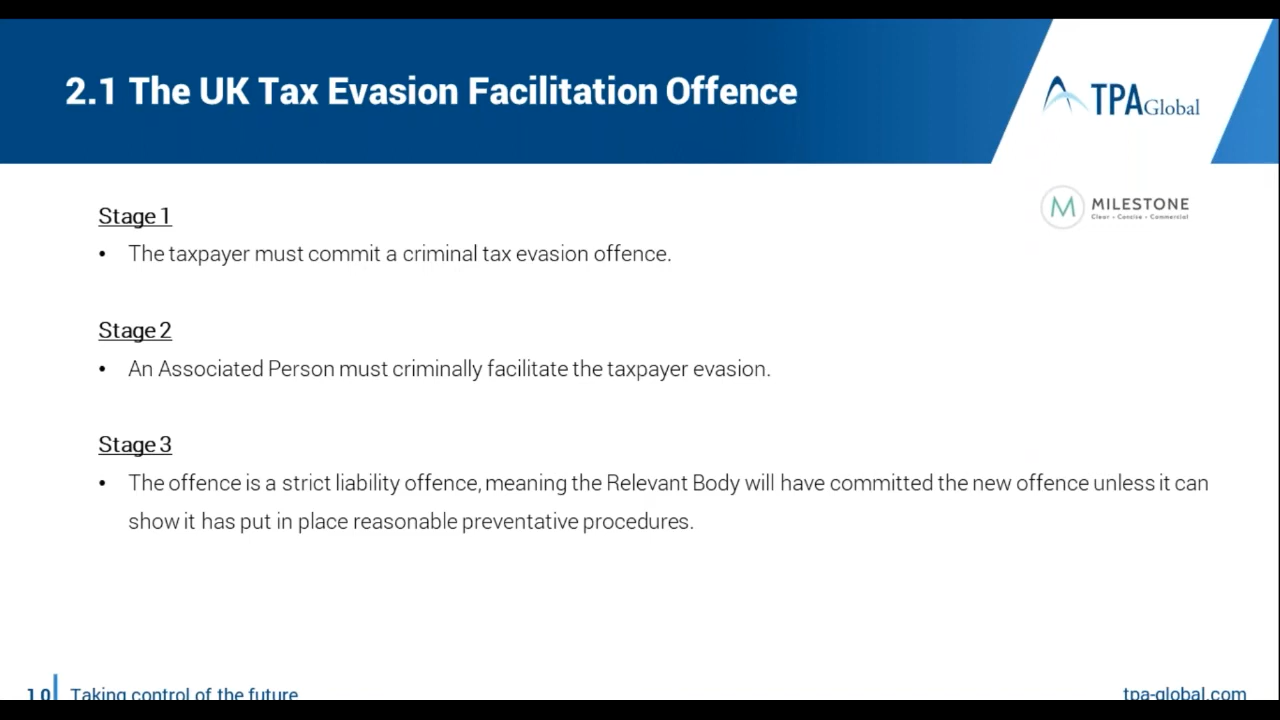 2.1 The UK Tax Evasion Facilitation Offence
TPA Global
MILESTONE
Clear • Concise • Commercial
Stage 1
• The taxpayer must commit a criminal tax evasion offence.
Stage 2
• An Associated Person must criminally facilitate the taxpayer evasion.
Stage 3
• The offence is a strict liability offence, meaning the Relevant Body will have committed the new offence unless it can
show it has put in place reasonable preventative procedures.
10 Taking control of the future
tpa-global.com